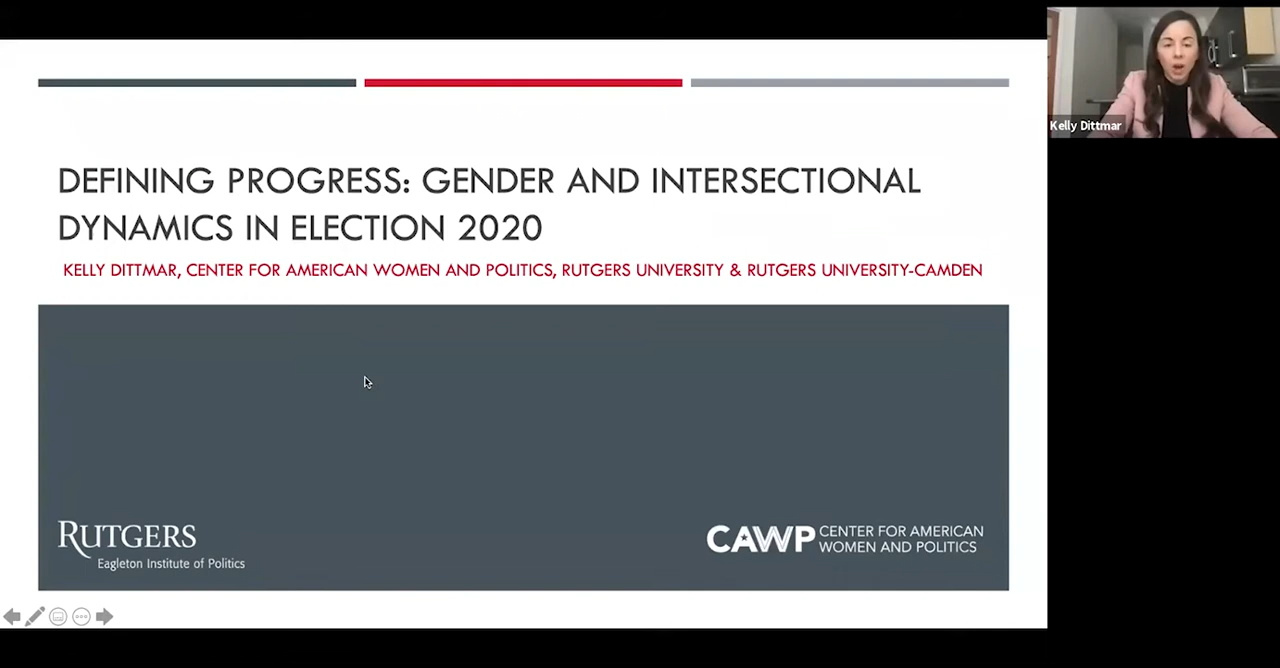 DEFINING PROGRESS: GENDER AND INTERSECTIONAL
DYNAMICS IN ELECTION 2020
KELLY DITTMAR, CENTER FOR AMERICAN WOMEN AND POLITICS, RUTGERS UNIVERSITY & RUTGERS UNIVERSITY-CAMDEN
Kelly Dittmar
RUTGERS
Eagleton Institute of Politics
CAWP CENTER FOR AMERICAN
WOMEN AND POLITICS